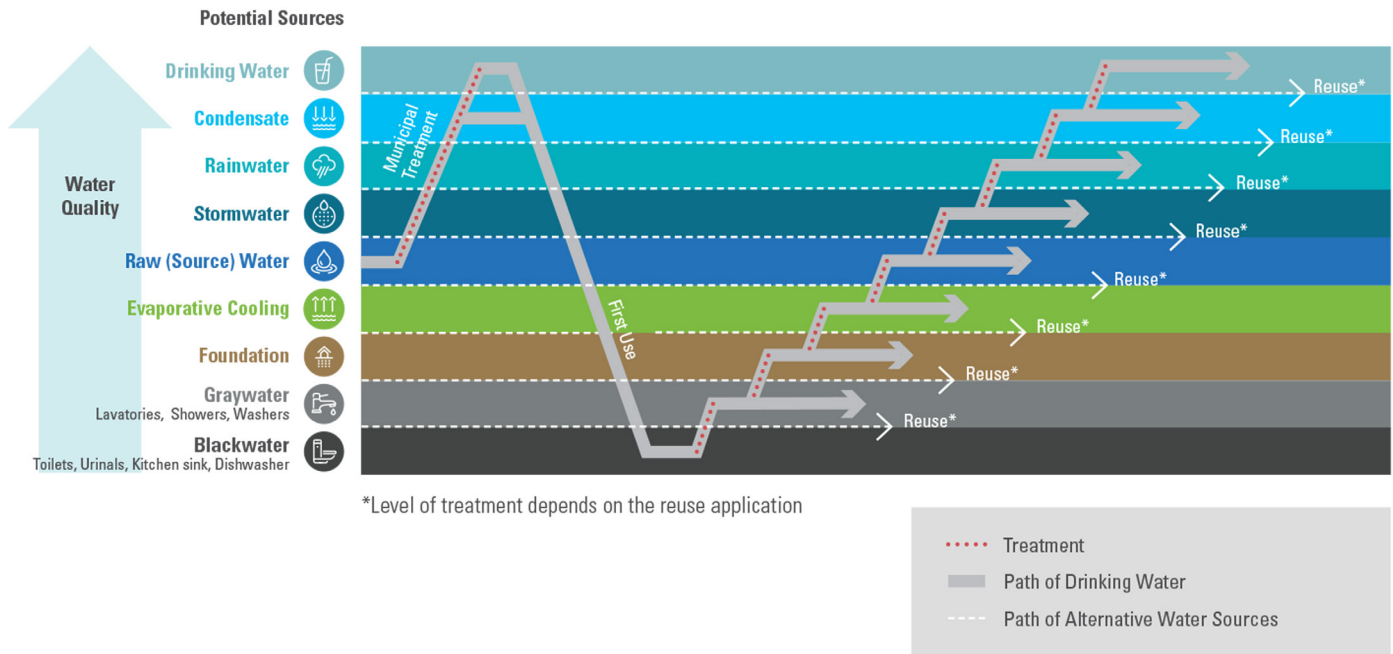 Potential Sources
Drinking Water
Condensate
Rainwater
Stormwater
Raw (Source) Water
Evaporative Cooling
Foundation
Graywater
Lavatories, Showers, Washers
Blackwater
Toilets, Urinals, Kitchen sink, Dishwasher
Water
Quality
Municipal
Treatment
First Use
Reuse*
Reuse*
Reuse*
Reuse*
Reuse*
Reuse*
Reuse*
Reuse*
*Level of treatment depends on the reuse application
Treatment
Path of Drinking Water
Path of Alternative Water Sources